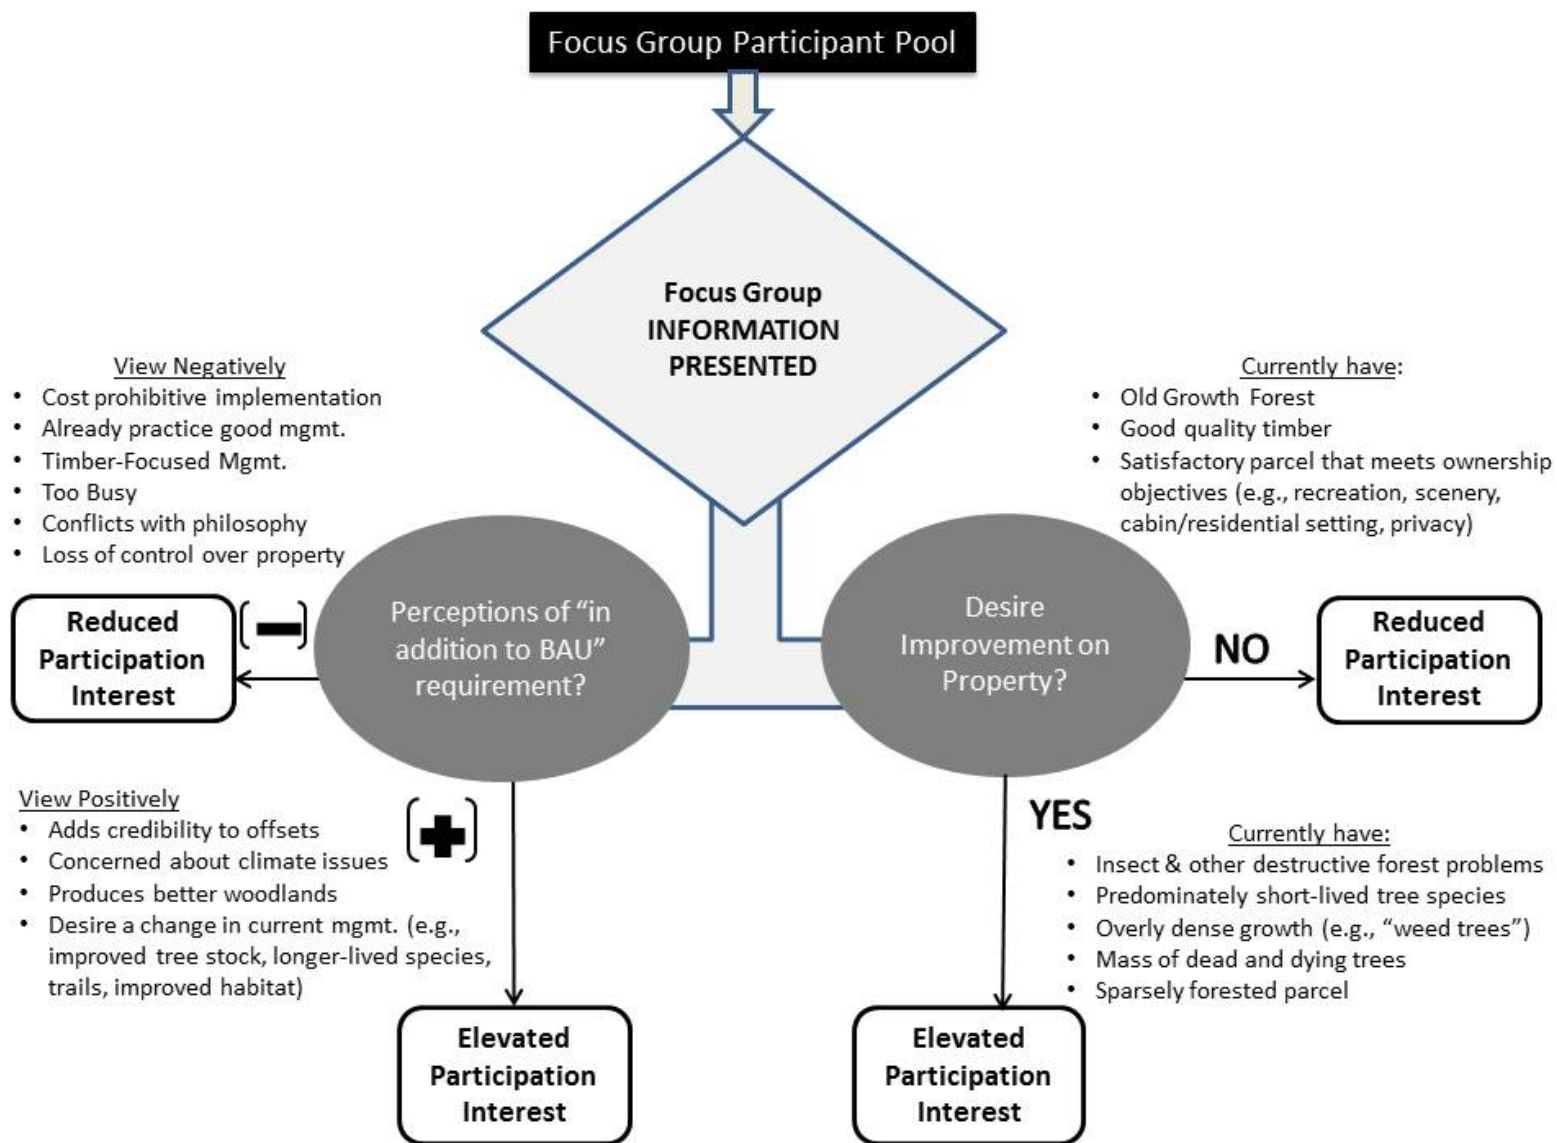 Focus Group Participant Pool
Focus Group
INFORMATION
PRESENTED
View Negatively
• Cost prohibitive implementation
• Already practice good mgmt.
• Timber-Focused Mgmt.
• Too Busy
• Conflicts with philosophy
• Loss of control over property
Currently have:
• Old Growth Forest
• Good quality timber
• Satisfactory parcel that meets ownership
objectives (e.g., recreation, scenery,
cabin/residential setting, privacy)
Reduced
Participation
Interest
(-)
Perceptions of “in
addition to BAU”
requirement?
Desire
Improvement on
Property?
NO
Reduced
Participation
Interest
View Positively
• Adds credibility to offsets
• Concerned about climate issues
• Produces better woodlands
• Desire a change in current mgmt. (e.g.,
improved tree stock, longer-lived species,
trails, improved habitat)
(+)
YES
Currently have:
• Insect & other destructive forest problems
• Predominately short-lived tree species
• Overly dense growth (e.g., “weed trees”)
• Mass of dead and dying trees
• Sparsely forested parcel
Elevated
Participation
Interest
Elevated
Participation
Interest